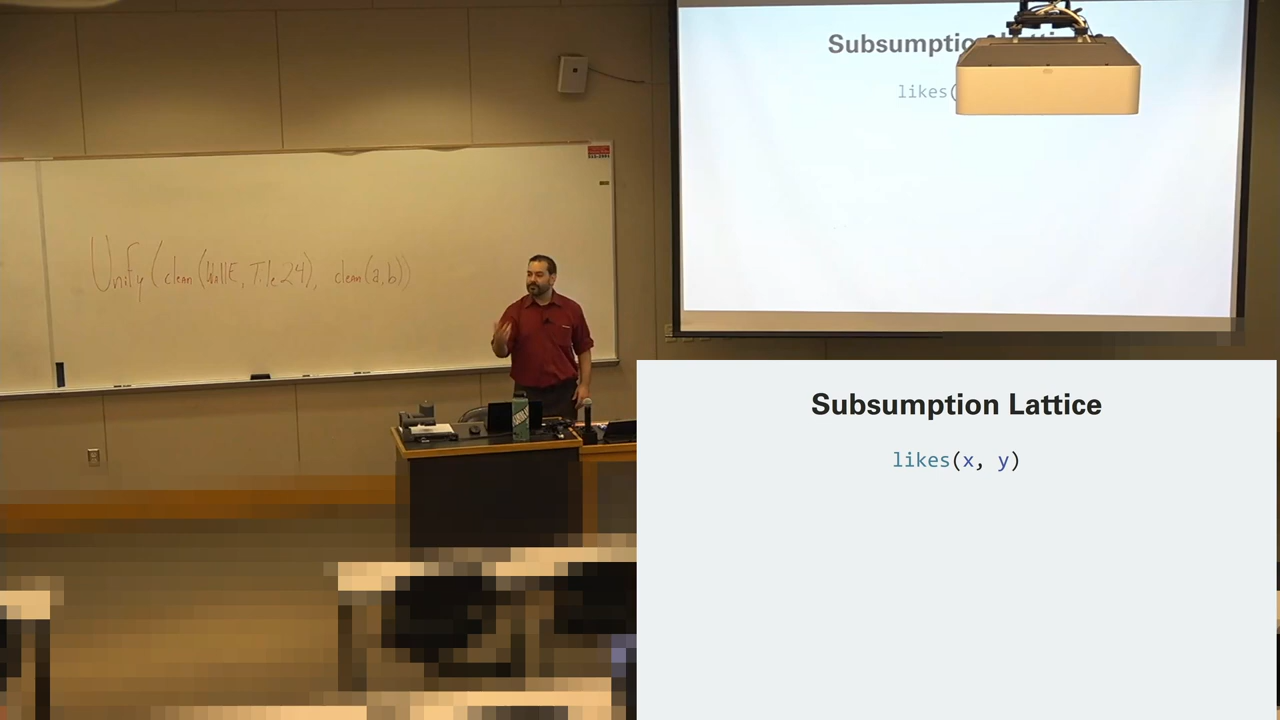 Unify(clean(WallE, Tile24), clean(a,b))
Subsumptio
likes(
Subsumption Lattice
likes(x, y)